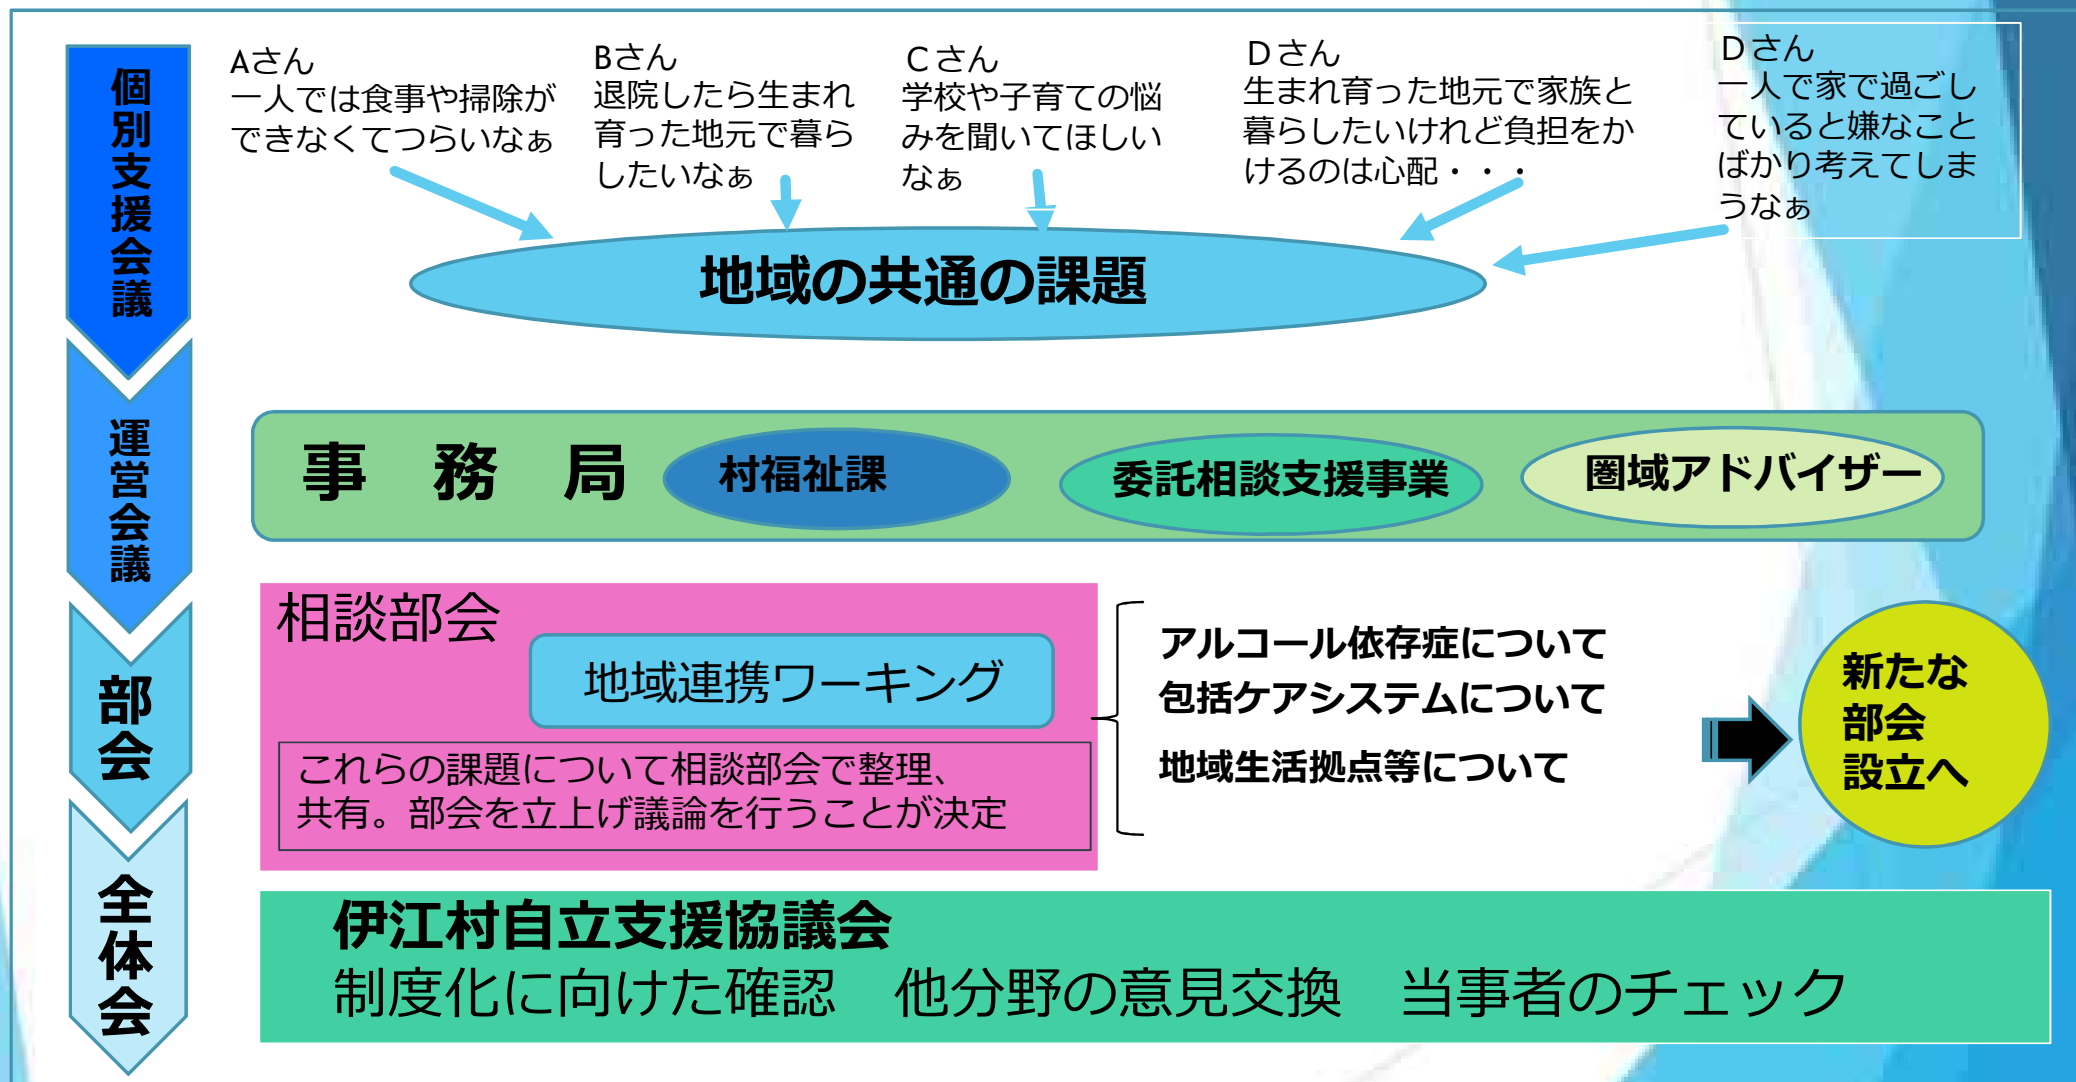 個別支援会議
Aさん
一人では食事や掃除が
できなくてつらいなぁ
Bさん
退院したら生まれ
育った地元で暮ら
したいなぁ
Ｃさん
学校や子育ての悩
みを聞いてほしい
なぁ
Ｄさん
生まれ育った地元で家族と
暮らしたいけれど負担をか
けるのは心配・・・
Ｄさん
一人で家で過ごし
ていると嫌なこと
ばかり考えてしま
うなぁ
地域の共通の課題
運営会議
事　務　局
村福祉課
委託相談支援事業
圏域アドバイザー
部会
相談部会
地域連携ワーキング
これらの課題について相談部会で整理、
共有。部会を立上げ議論を行うことが決定
アルコール依存症について
包括ケアシステムについて
地域生活拠点等について
新たな
部会
設立へ
全体会
伊江村自立支援協議会
制度化に向けた確認　他分野の意見交換　当事者のチェック